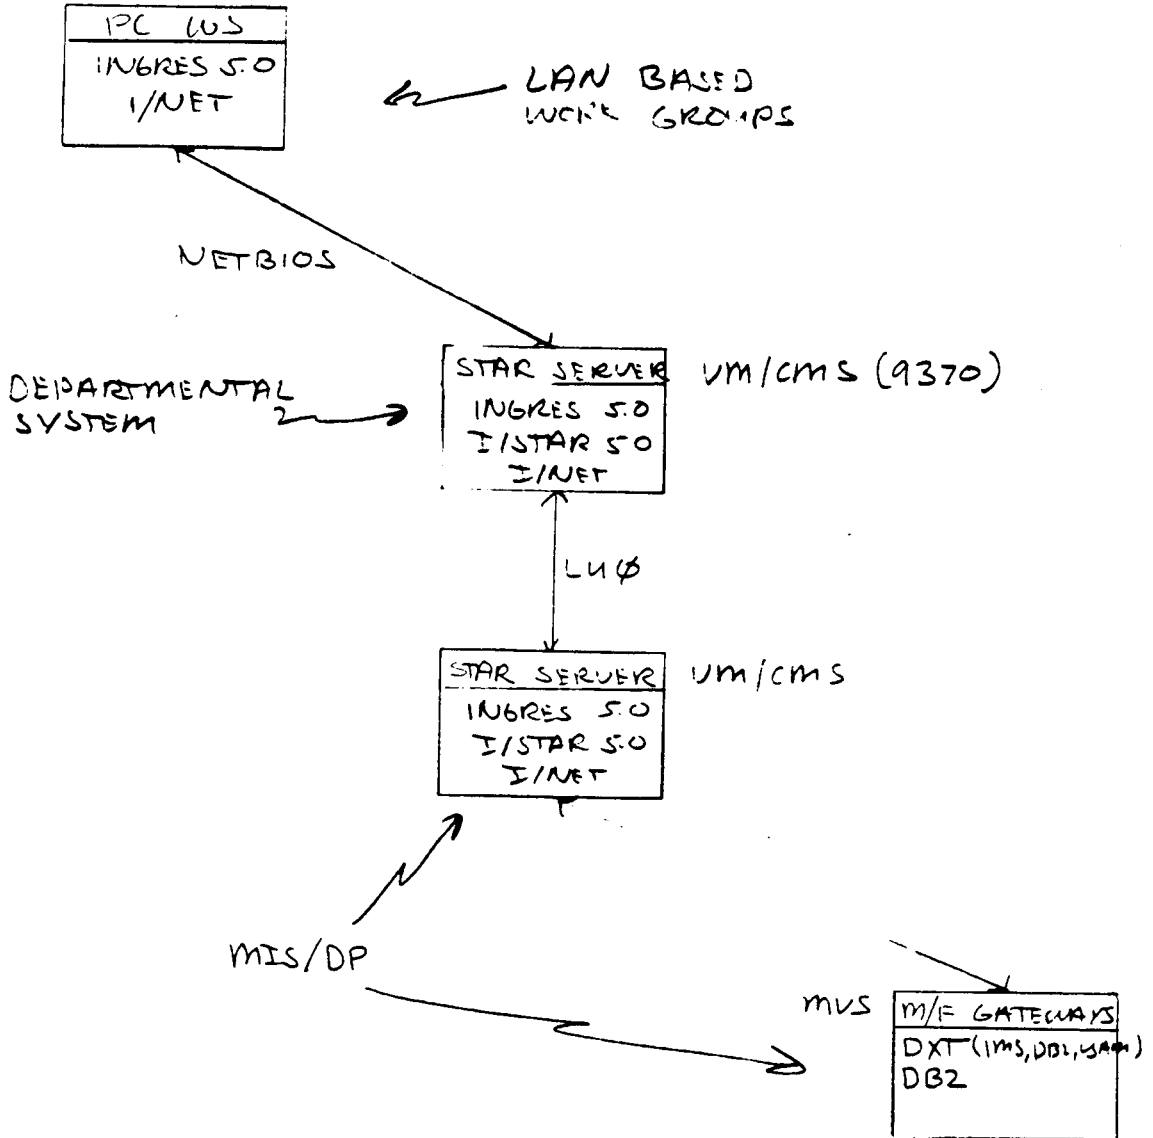 PC WS
INGRES 5.0
I/NET
LAN BASED
WORK GROUPS
NETBIOS
STAR SERVER
INGRES 5.0
I/STAR 5.0
I/NET
VM/CMS (9370)
DEPARTMENTAL
SYSTEM
LUØ
STAR SERVER
INGRES 5.0
I/STAR 5.0
I/NET
VM/CMS
MIS/DP
MVS
M/F GATEWAYS
DXT (IMS, DB2, VSAM)
DB2